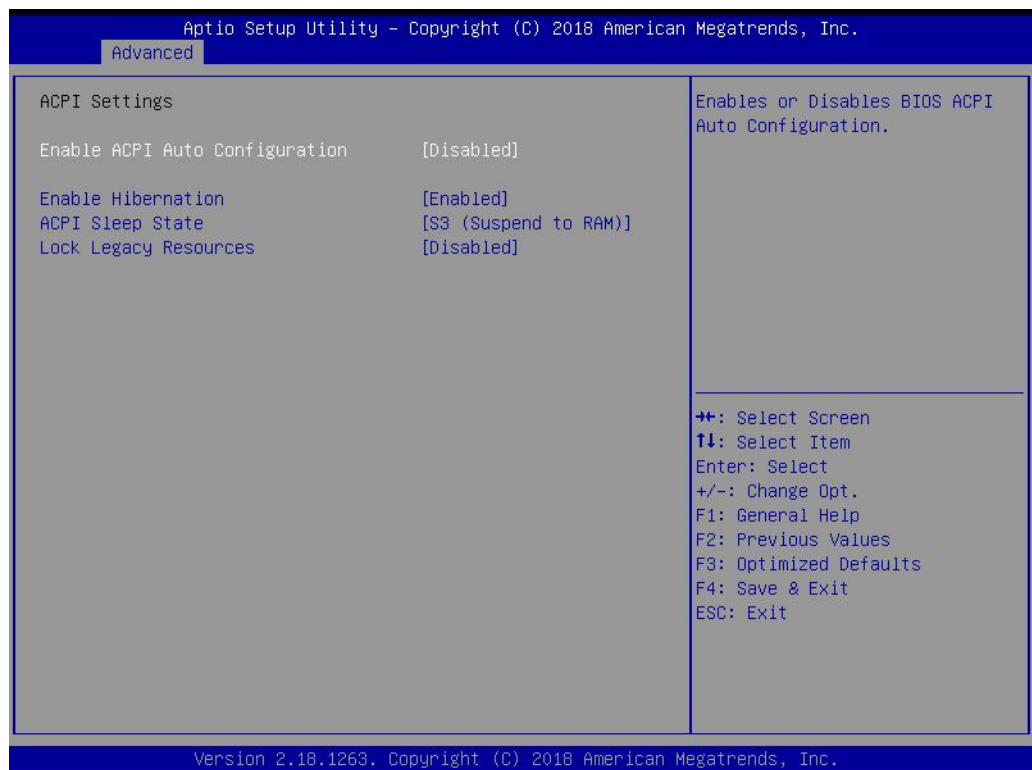 Aptio Setup Utility – Copyright (C) 2018 American Megatrends, Inc.
Advanced
ACPI Settings
Enable ACPI Auto Configuration [Disabled]
Enable Hibernation [Enabled]
ACPI Sleep State [S3 (Suspend to RAM)]
Lock Legacy Resources [Disabled]
Enables or Disables BIOS ACPI
Auto Configuration.
→←: Select Screen
↑↓: Select Item
Enter: Select
+/-: Change Opt.
F1: General Help
F2: Previous Values
F3: Optimized Defaults
F4: Save & Exit
ESC: Exit
Version 2.18.1263. Copyright (C) 2018 American Megatrends, Inc.